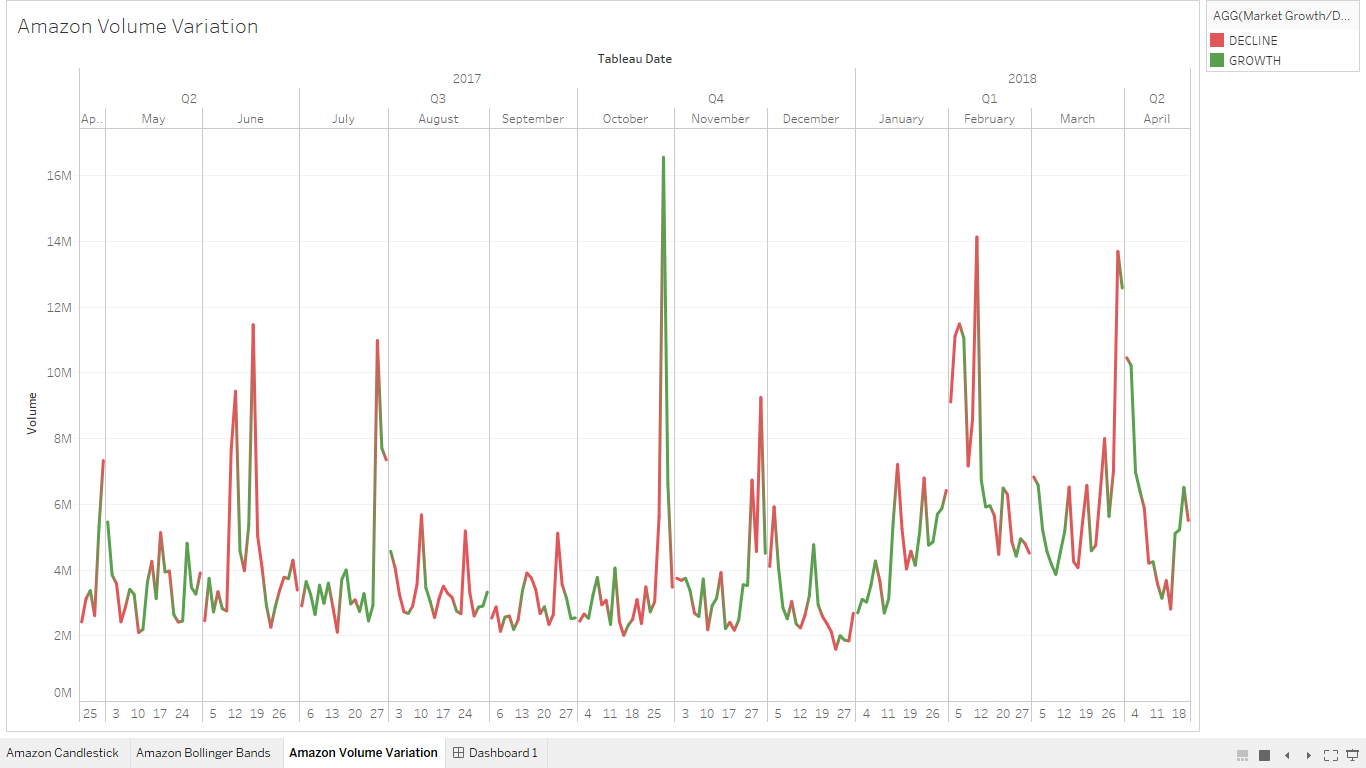 Amazon Volume Variation
AGG(Market Growth/D...
DECLINE
GROWTH
Tableau Date
2017 2018
Q2 Q3 Q4 Q1 Q2
Ap.. May June July August September October November December January February March April
16M
14M
12M
10M
8M
6M
4M
2M
0M
Volume
25 3 10 17 24 5 12 19 26 6 13 20 27 3 10 17 24 6 13 20 27 4 11 18 25 3 10 17 27 5 12 19 27 4 11 19 26 5 12 20 27 5 12 19 26 4 11 18
Amazon Candlestick Amazon Bollinger Bands Amazon Volume Variation Dashboard 1